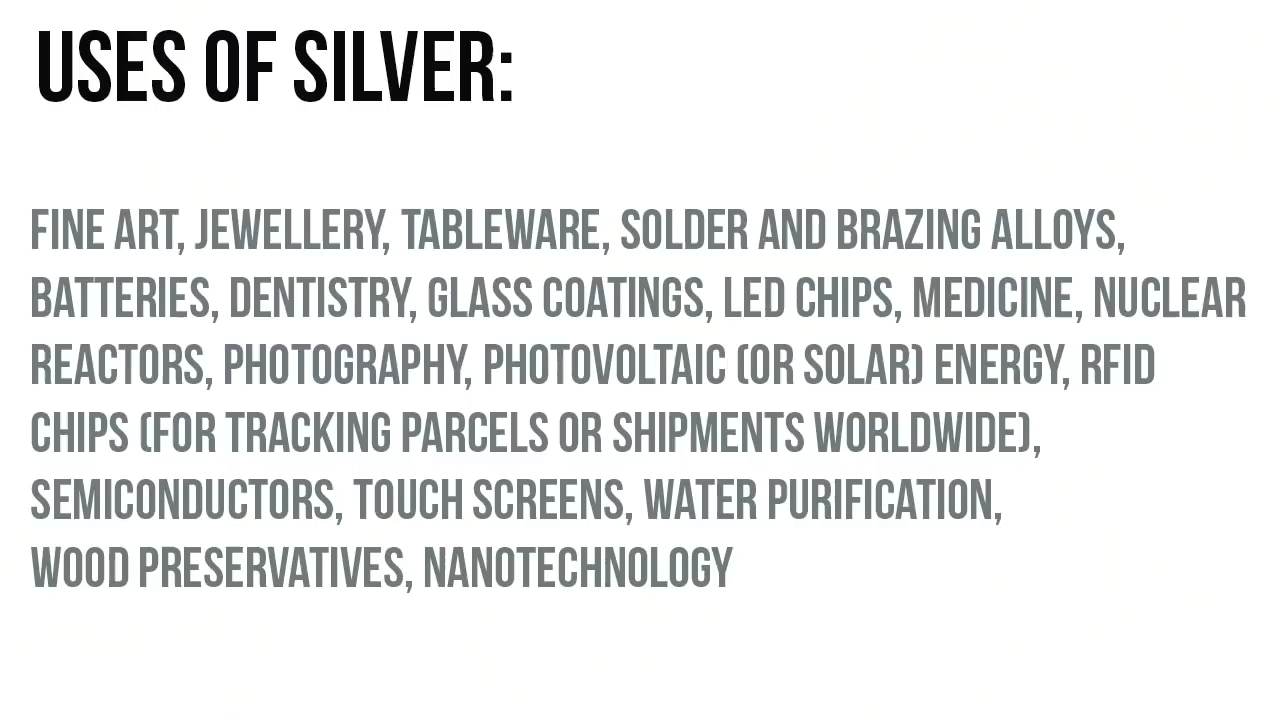 USES OF SILVER:
FINE ART, JEWELLERY, TABLEWARE, SOLDER AND BRAZING ALLOYS,
BATTERIES, DENTISTRY, GLASS COATINGS, LED CHIPS, MEDICINE, NUCLEAR
REACTORS, PHOTOGRAPHY, PHOTOVOLTAIC (OR SOLAR) ENERGY, RFID
CHIPS (FOR TRACKING PARCELS OR SHIPMENTS WORLDWIDE),
SEMICONDUCTORS, TOUCH SCREENS, WATER PURIFICATION,
WOOD PRESERVATIVES, NANOTECHNOLOGY